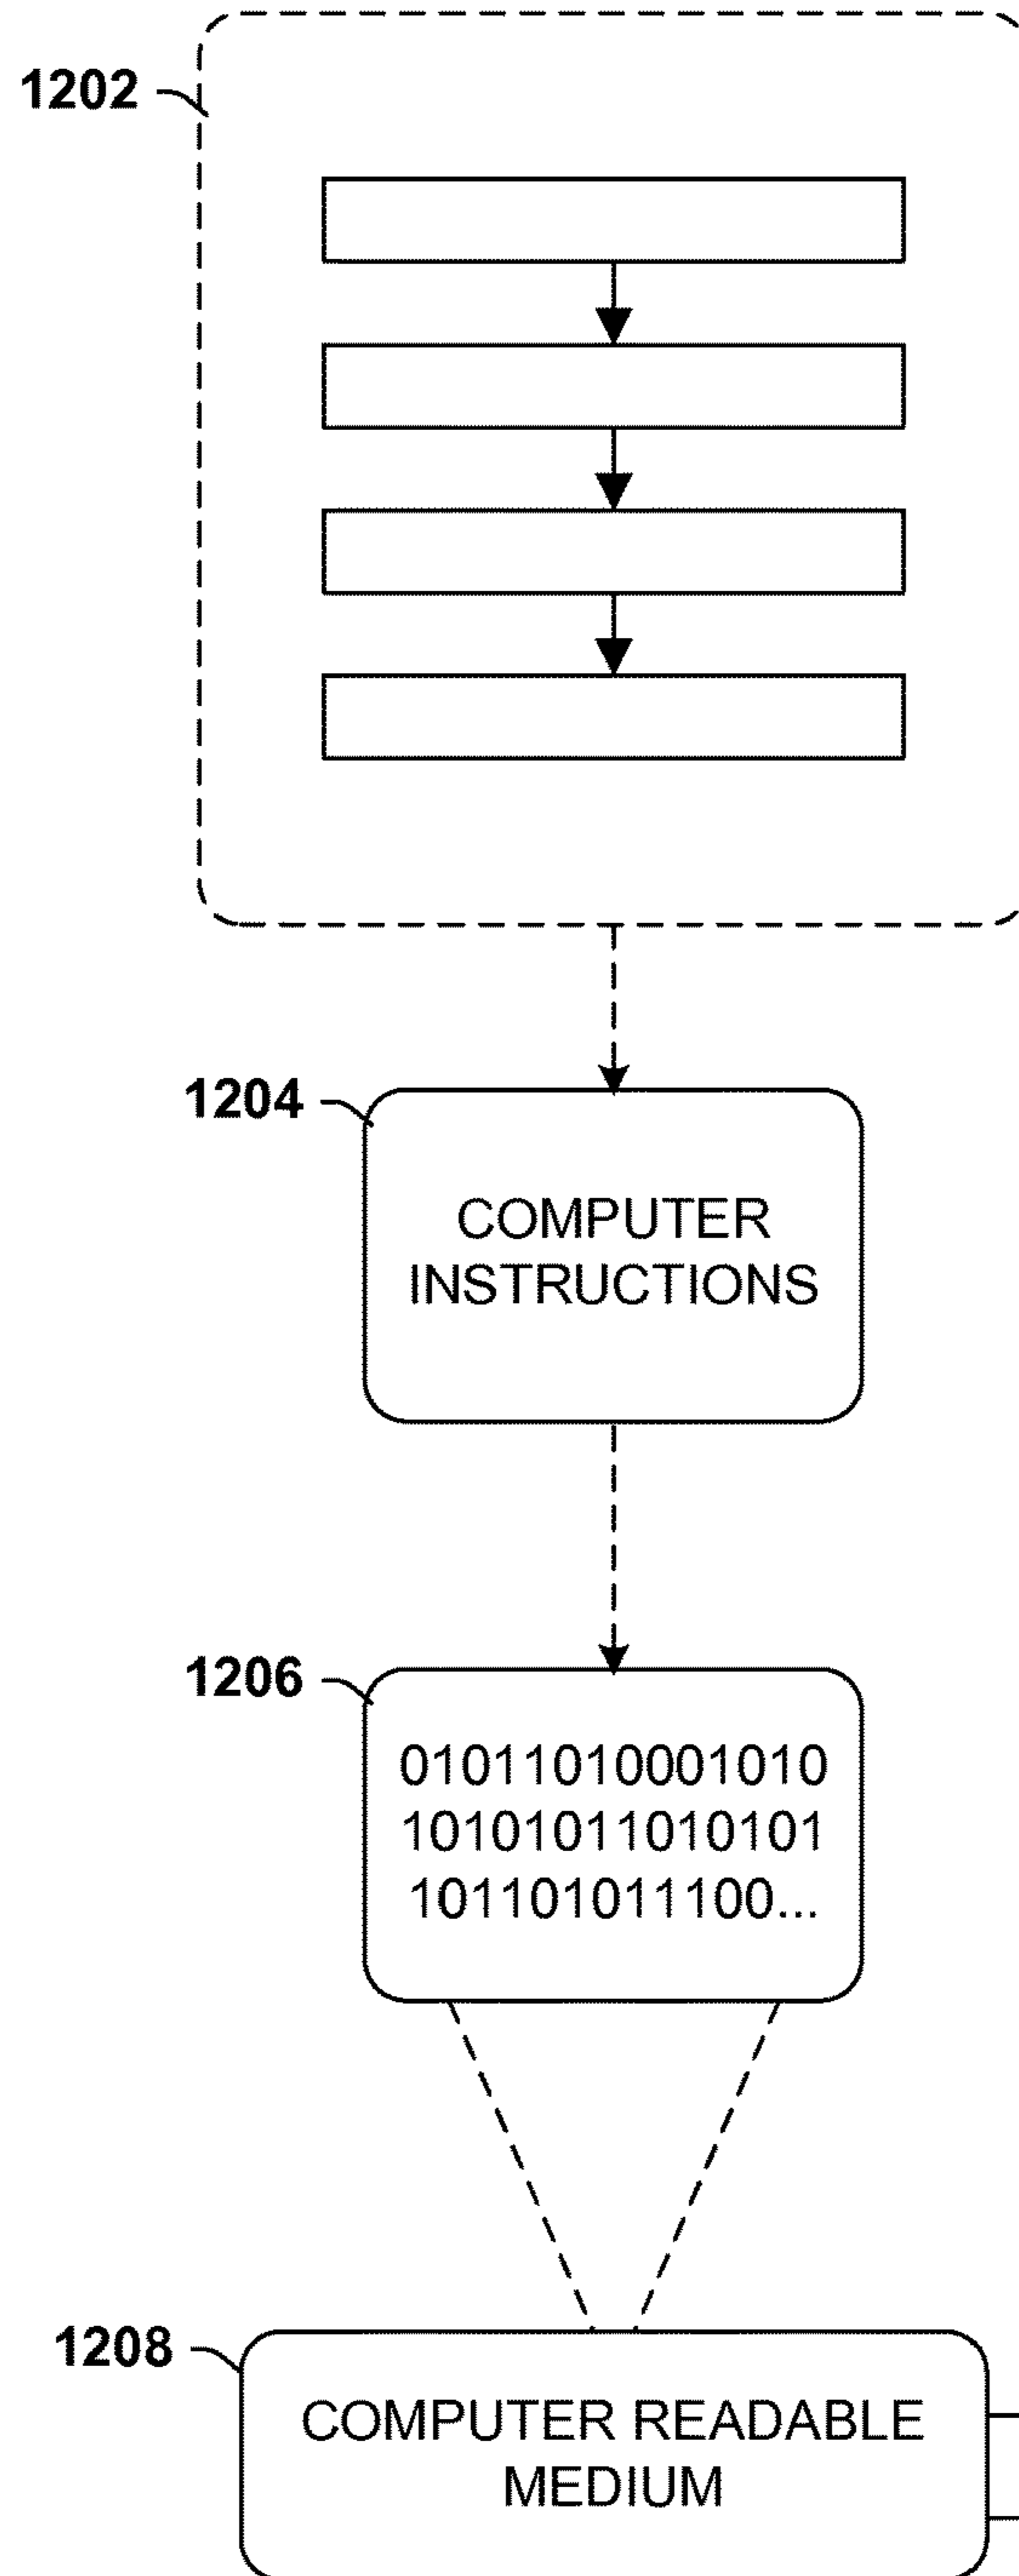 1202
1204
COMPUTER
INSTRUCTIONS
1206
01011010001010
10101011010101
101101011100...
1208
COMPUTER READABLE
MEDIUM